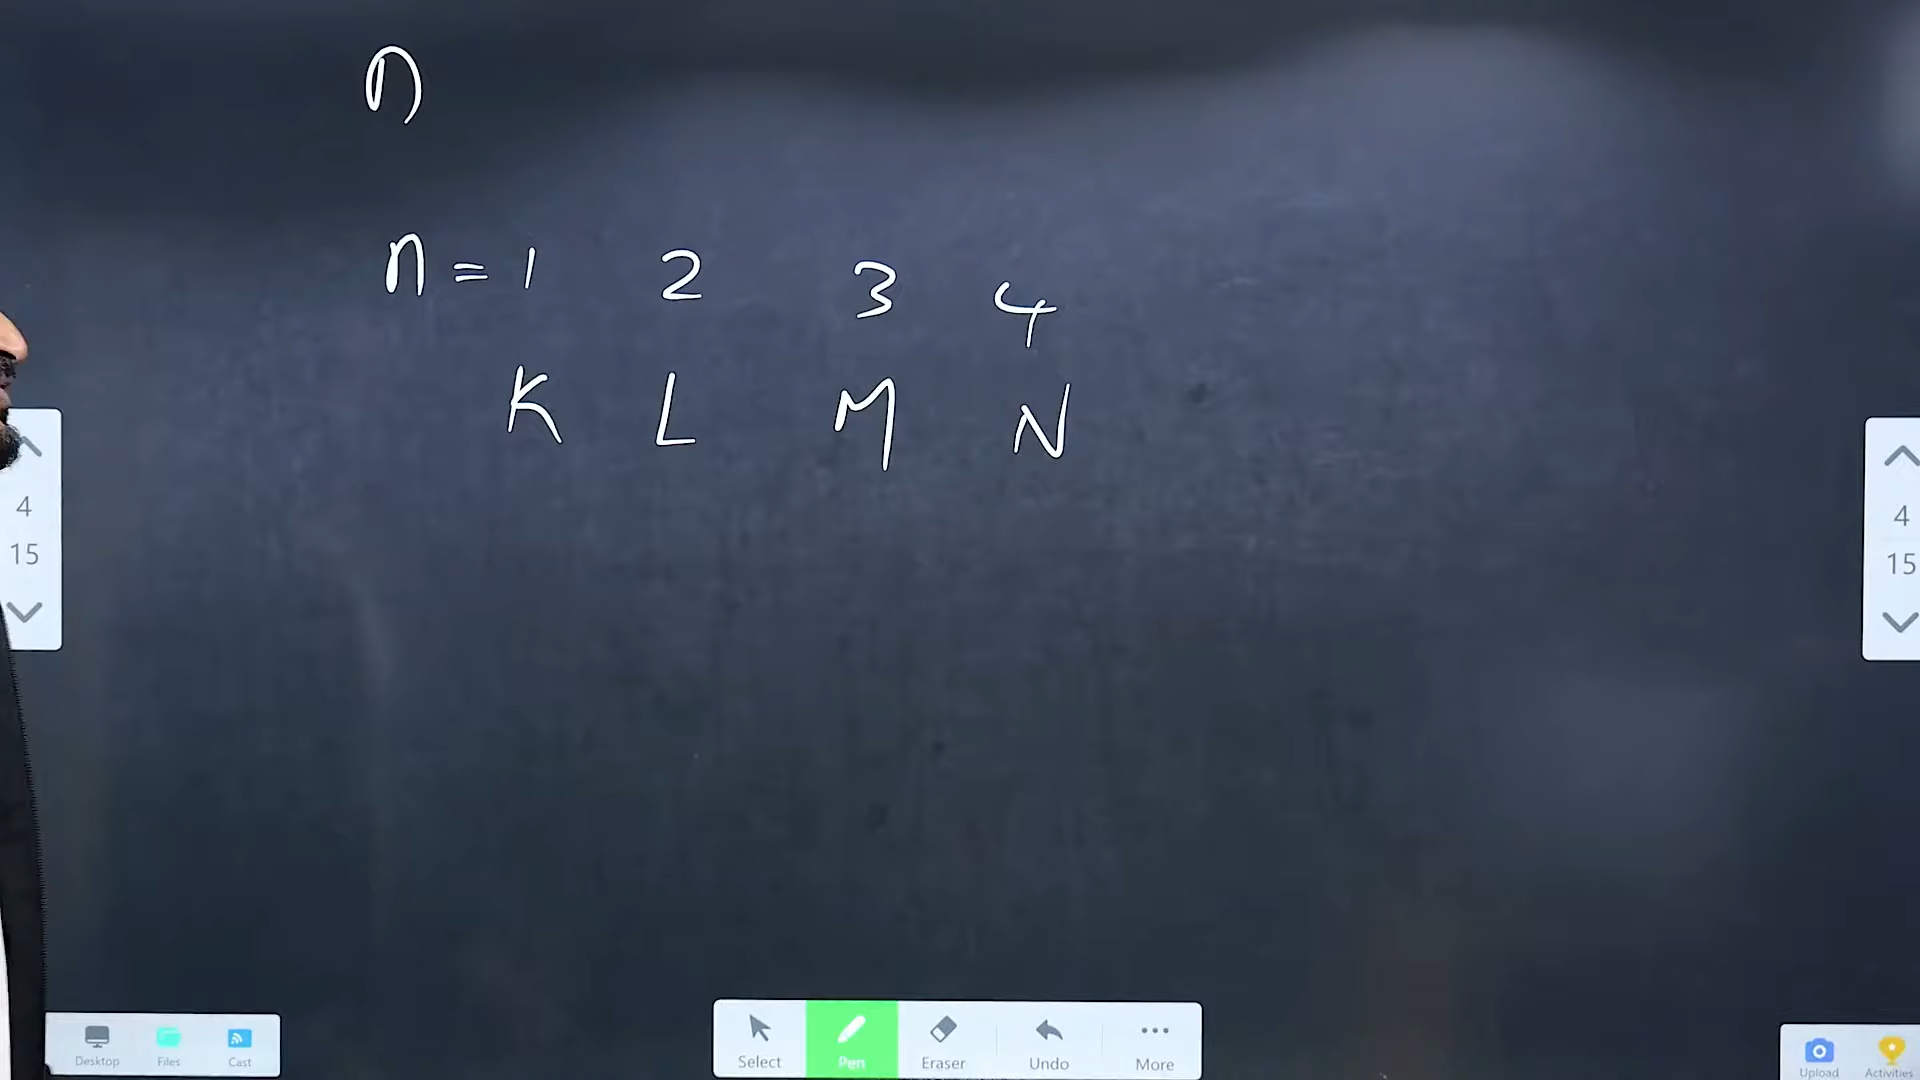 n
n = 1 2 3 4
K L M N
4
15
4
15
Desktop Files Cast
Select Pen Eraser Undo More
Upload Activities